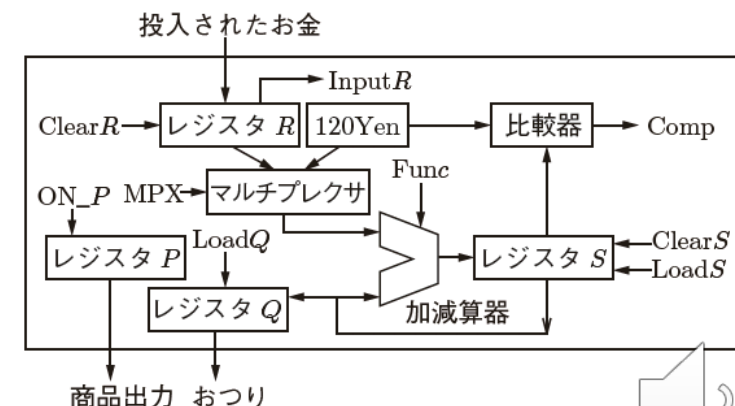 投入されたお金
InputR
ClearR
レジスタ R
120Yen
比較器
Comp
Func
ON_P
MPX
マルチプレクサ
LoadQ
レジスタ P
レジスタ S
ClearS
LoadS
レジスタ Q
加減算器
商品出力
おつり